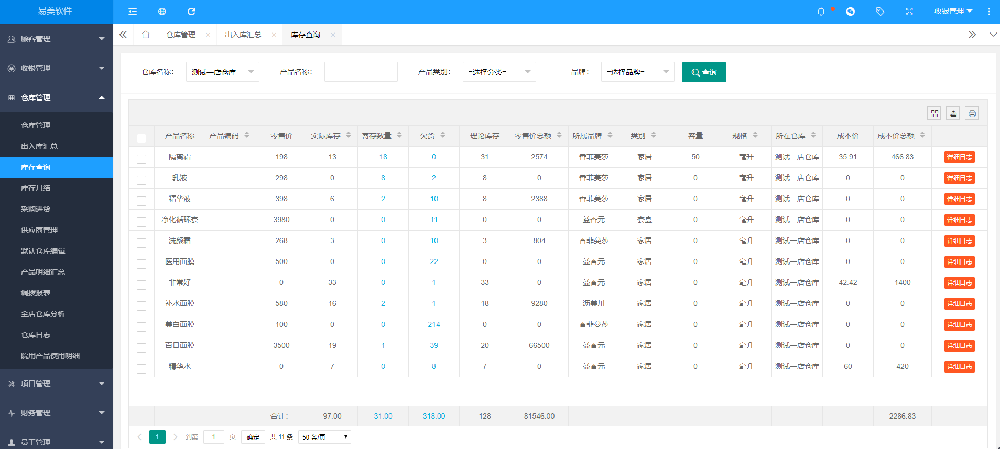 易美软件
收银管理
顾客管理
收银管理
仓库管理
仓库管理
出入库汇总
库存查询
库存月结
采购进货
供应商管理
默认仓库编辑
产品明细汇总
调拨报表
全店仓库分析
仓库日志
院用产品使用明细
项目管理
财务管理
员工管理
仓库管理 出入库汇总 库存查询
仓库名称: 测试一店仓库 产品名称: 产品类别: =选择分类= 品牌: =选择品牌= 查询
产品名称 产品编码 零售价 实际库存 寄存数量 欠货 理论库存 零售价总额 所属品牌 类别 容量 规格 所在仓库 成本价 成本价总额
隔离霜 198 13 18 0 31 2574 香菲蔓莎 家居 50 毫升 测试一店仓库 35.91 466.83 详细日志
乳液 298 0 8 2 8 0 香菲蔓莎 家居 0 毫升 测试一店仓库 0 0 详细日志
精华液 398 6 2 10 8 2388 香菲蔓莎 家居 0 毫升 测试一店仓库 0 0 详细日志
净化循环套 3980 0 0 11 0 0 益香元 套盒 0 毫升 测试一店仓库 0 0 详细日志
洗颜霜 268 3 0 10 3 804 香菲蔓莎 家居 0 毫升 测试一店仓库 0 0 详细日志
医用面膜 500 0 0 22 0 0 益香元 家居 0 毫升 测试一店仓库 0 0 详细日志
非常好 0 33 0 1 33 0 益香元 家居 0 毫升 测试一店仓库 42.42 1400 详细日志
补水面膜 580 16 2 1 18 9280 沥美川 家居 0 毫升 测试一店仓库 0 0 详细日志
美白面膜 100 0 0 214 0 0 香菲蔓莎 家居 0 毫升 测试一店仓库 0 0 详细日志
百日面膜 3500 19 1 39 20 66500 益香元 家居 0 毫升 测试一店仓库 0 0 详细日志
精华水 0 7 0 8 7 0 益香元 家居 0 毫升 测试一店仓库 60 420 详细日志
合计: 97.00 31.00 318.00 128 81546.00 2286.83
1 到第 1 页 确定 共 11 条 50 条/页